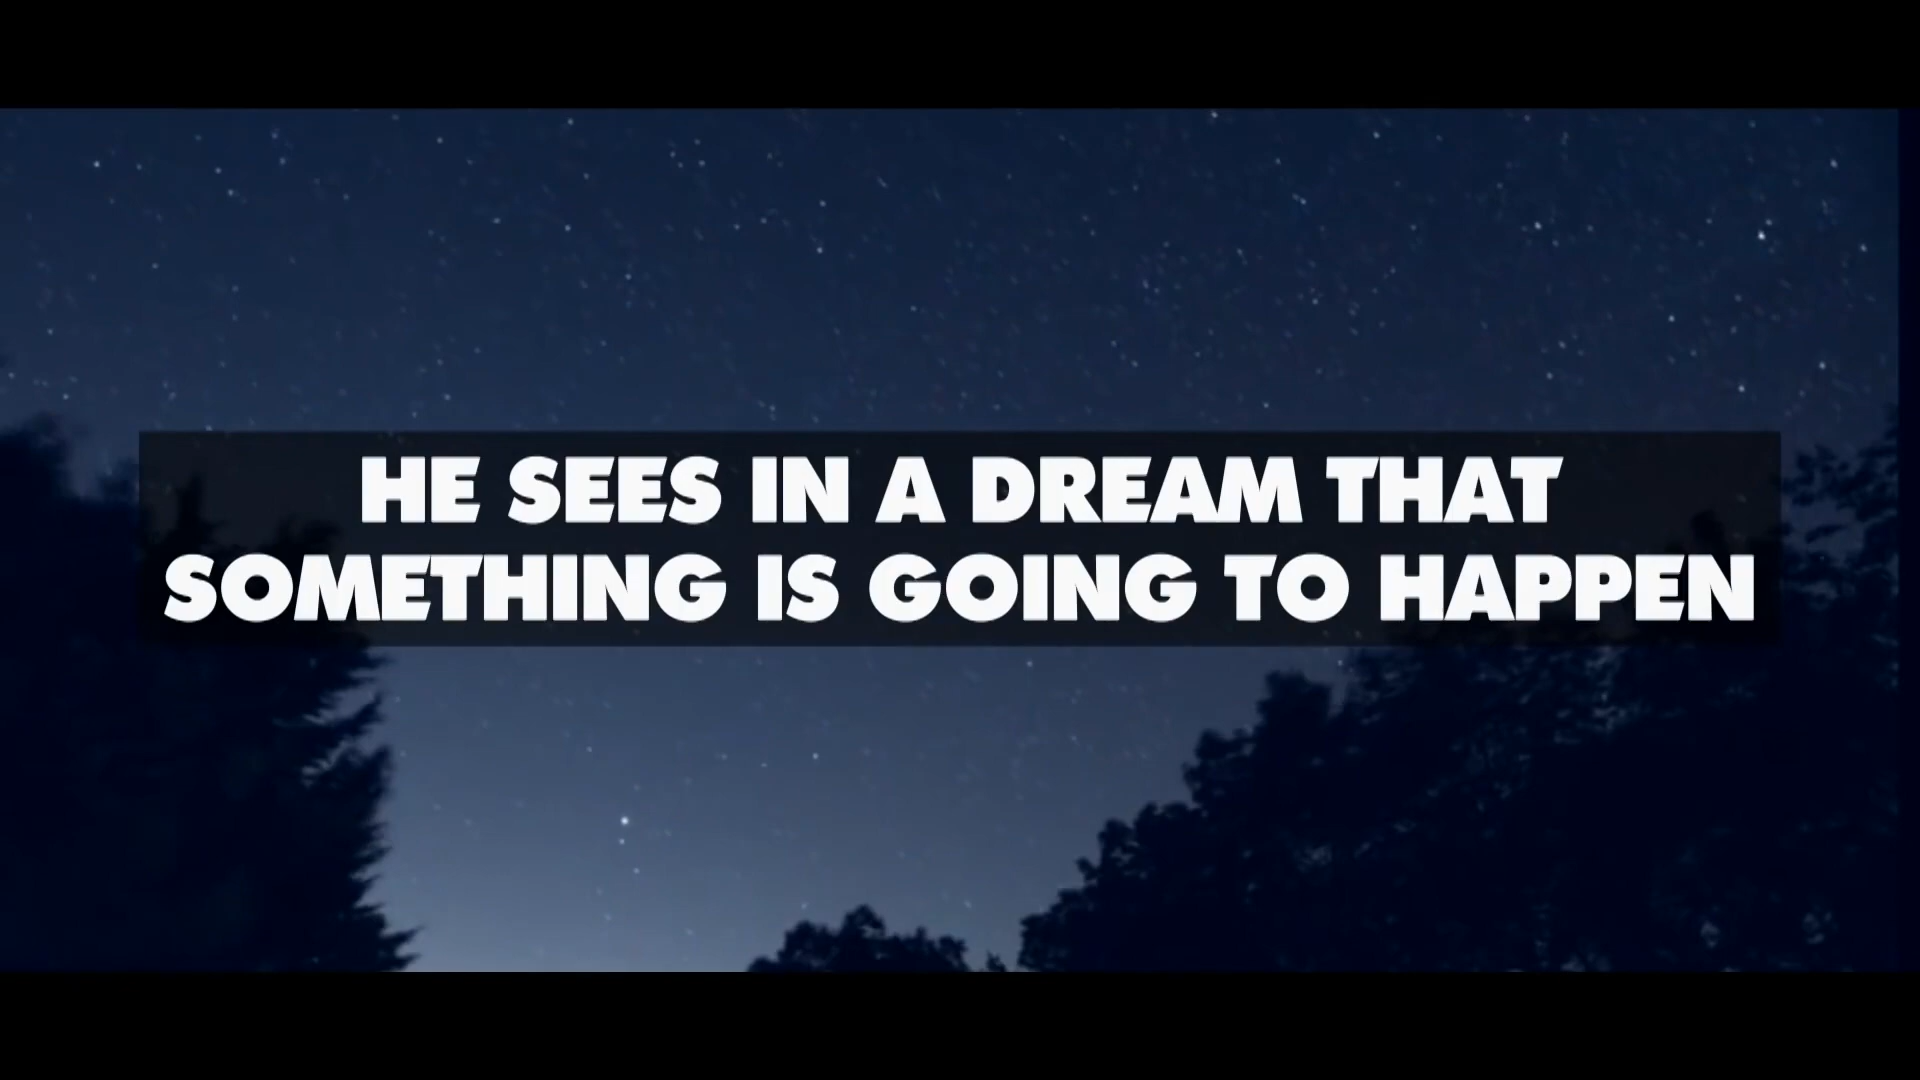 HE SEES IN A DREAM THAT
SOMETHING IS GOING TO HAPPEN